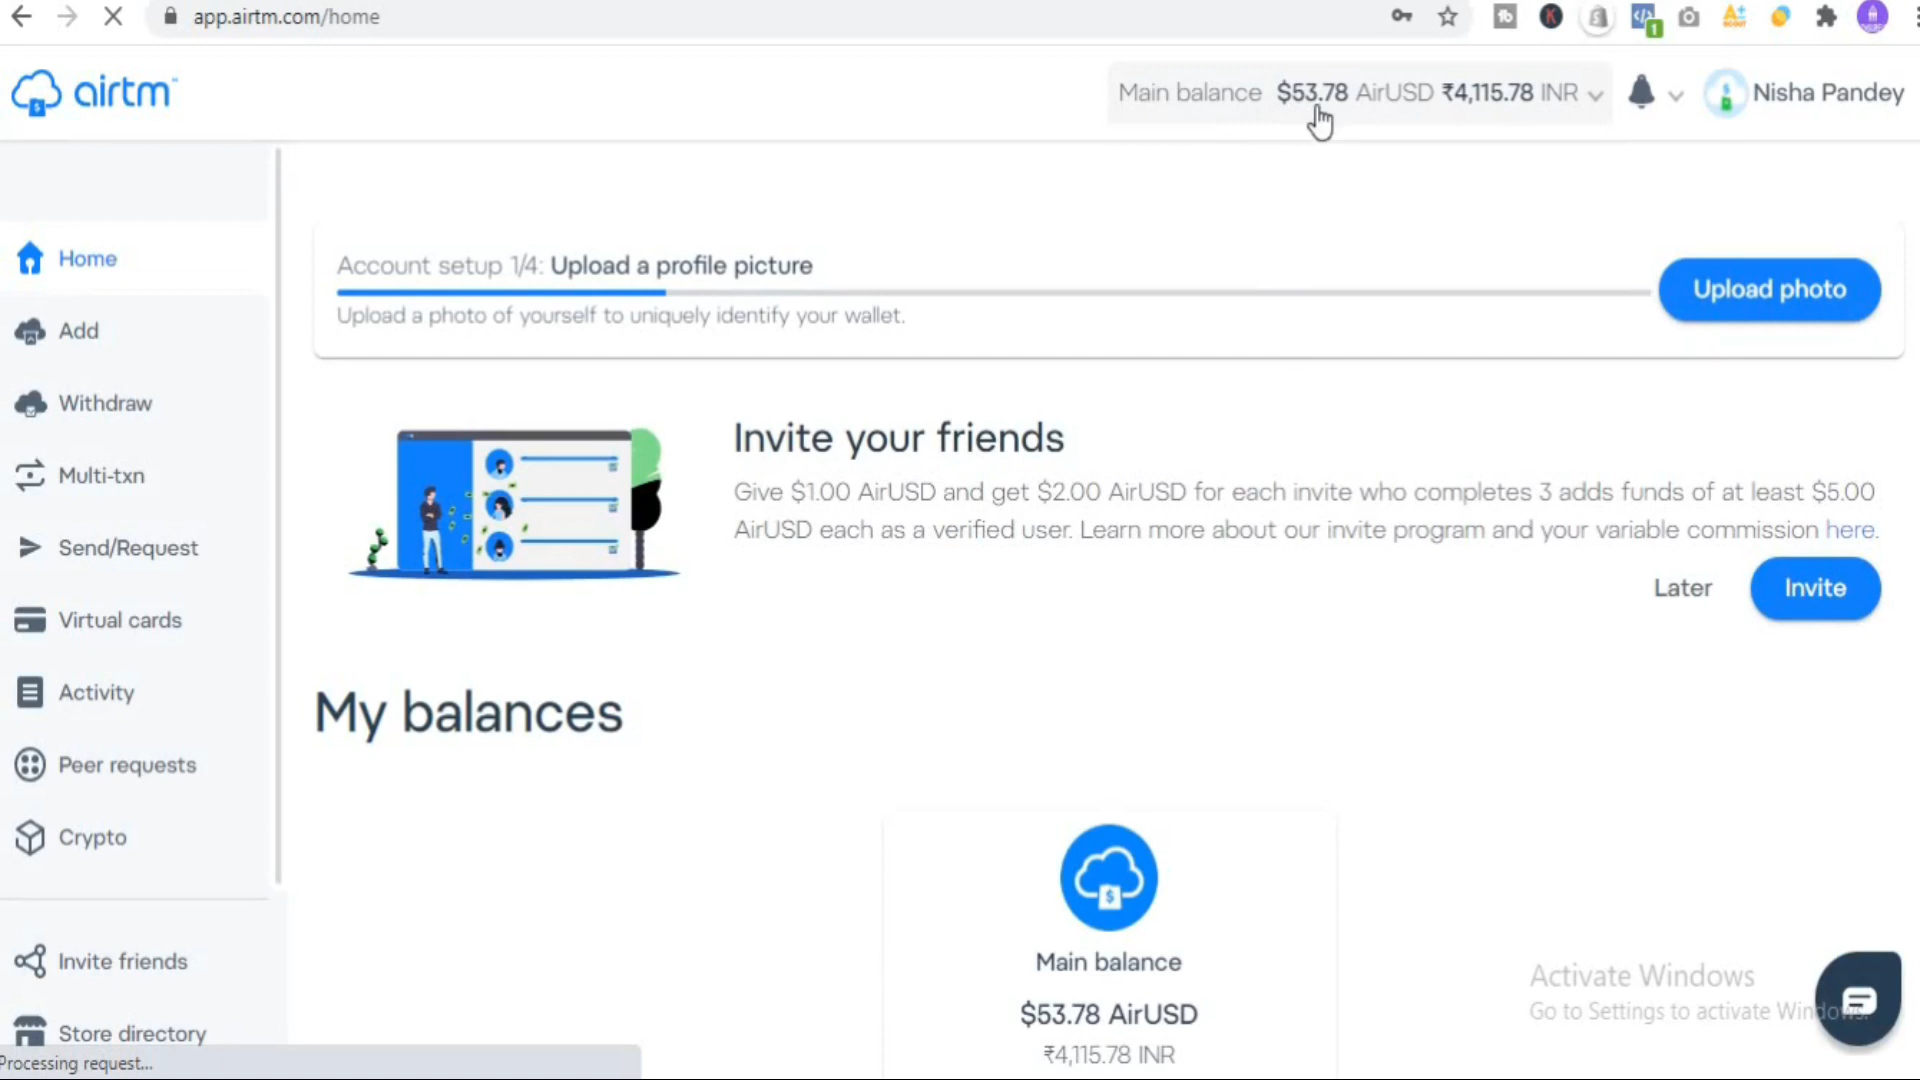 app.airtm.com/home
airtm
Main balance $53.78 AirUSD ₹4,115.78 INR
Nisha Pandey
Home
Add
Withdraw
Multi-txn
Send/Request
Virtual cards
Activity
Peer requests
Crypto
Invite friends
Store directory
Processing request...
Account setup 1/4: Upload a profile picture
Upload a photo of yourself to uniquely identify your wallet.
Upload photo
Invite your friends
Give $1.00 AirUSD and get $2.00 AirUSD for each invite who completes 3 adds funds of at least $5.00
AirUSD each as a verified user. Learn more about our invite program and your variable commission here.
Later
Invite
My balances
Main balance
$53.78 AirUSD
₹4,115.78 INR
Activate Windows
Go to Settings to activate Windows.